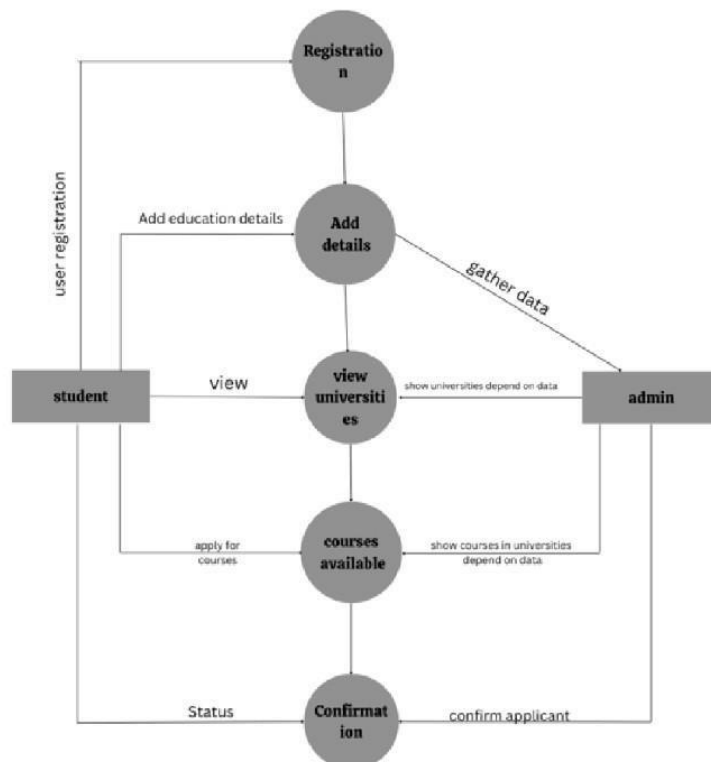 Registratio
n
user registration
Add education details
Add
details
gather data
student
view
view
universiti
es
show universities depend on data
admin
apply for
courses
courses
available
show courses in universities
depend on data
Status
Confirmat
ion
confirm applicant